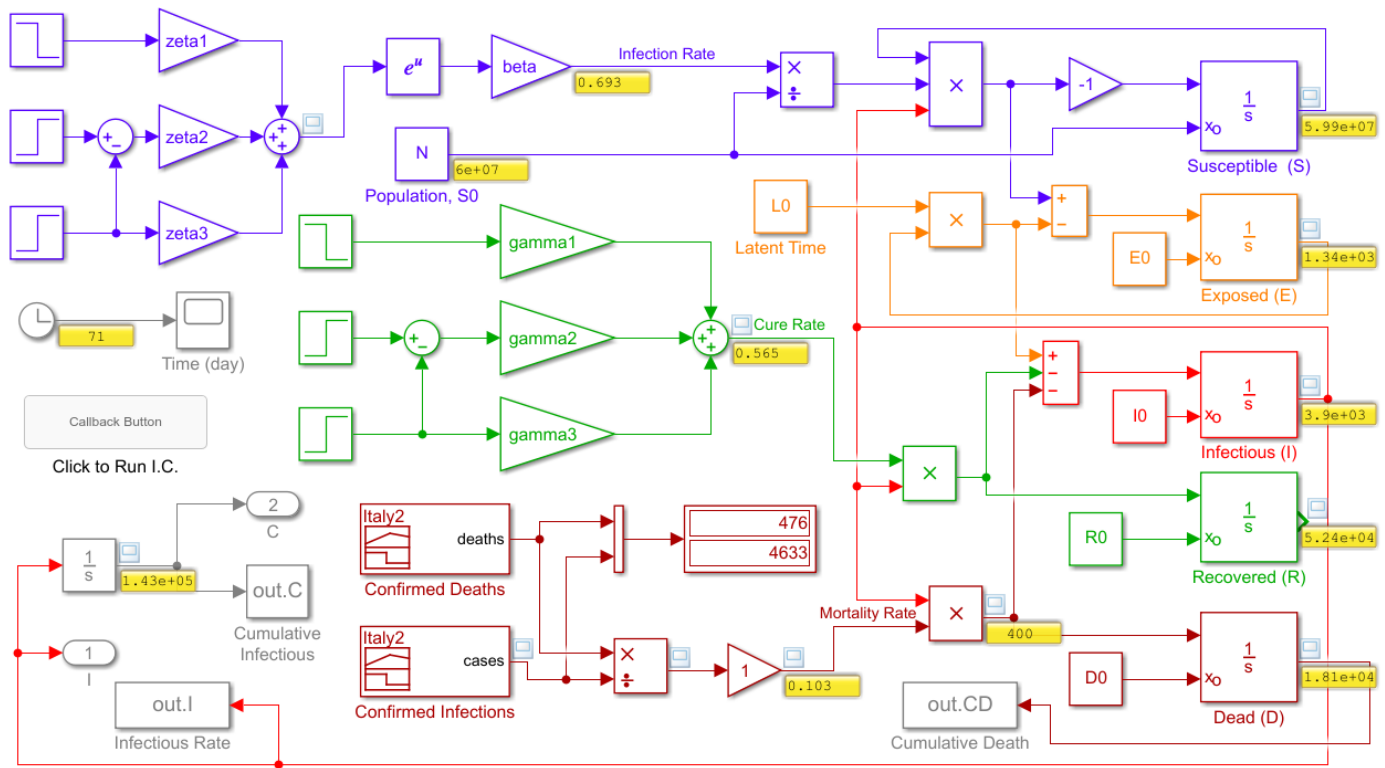 zeta1
zeta2
zeta3
+
−
+
+
+
eᵘ
beta
Infection Rate
0.693
×
÷
×
-1
1
s
xo
5.99e+07
Susceptible (S)
N
6e+07
Population, S0
L0
Latent Time
×
+
−
E0
1
s
xo
1.34e+03
Exposed (E)
gamma1
gamma2
gamma3
+
−
+
+
+
Cure Rate
0.565
71
Time (day)
Callback Button
Click to Run I.C.
+
−
−
I0
1
s
xo
3.9e+03
Infectious (I)
×
R0
1
s
xo
5.24e+04
Recovered (R)
1
s
1.43e+05
2
C
out.C
Cumulative
Infectious
1
I
out.I
Infectious Rate
Italy2
deaths
Confirmed Deaths
476
4633
Italy2
cases
Confirmed Infections
×
÷
1
0.103
Mortality Rate
×
400
D0
1
s
xo
1.81e+04
Dead (D)
out.CD
Cumulative Death